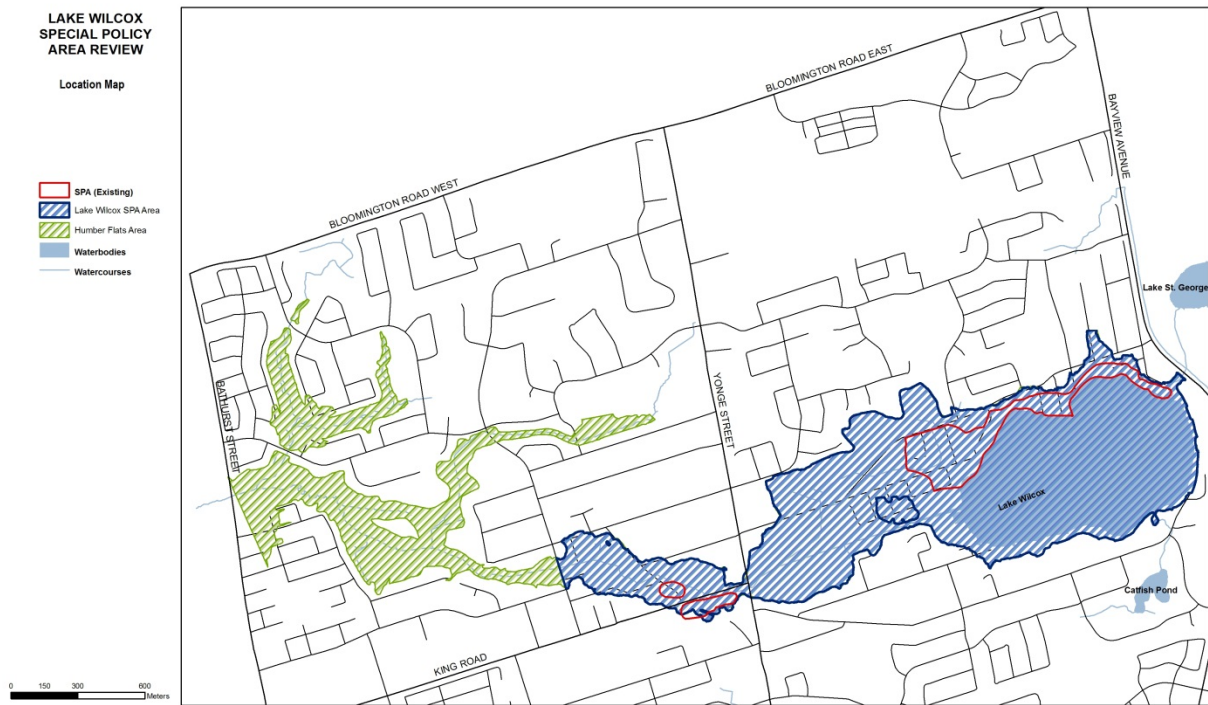 LAKE WILCOX
SPECIAL POLICY
AREA REVIEW
Location Map
SPA (Existing)
Lake Wilcox SPA Area
Humber Flats Area
Waterbodies
Watercourses
BLOOMINGTON ROAD EAST
BAYVIEW AVENUE
BLOOMINGTON ROAD WEST
Lake St. George
BATHURST STREET
YONGE STREET
Lake Wilcox
Catfish Pond
KING ROAD
0 150 300 600
Meters